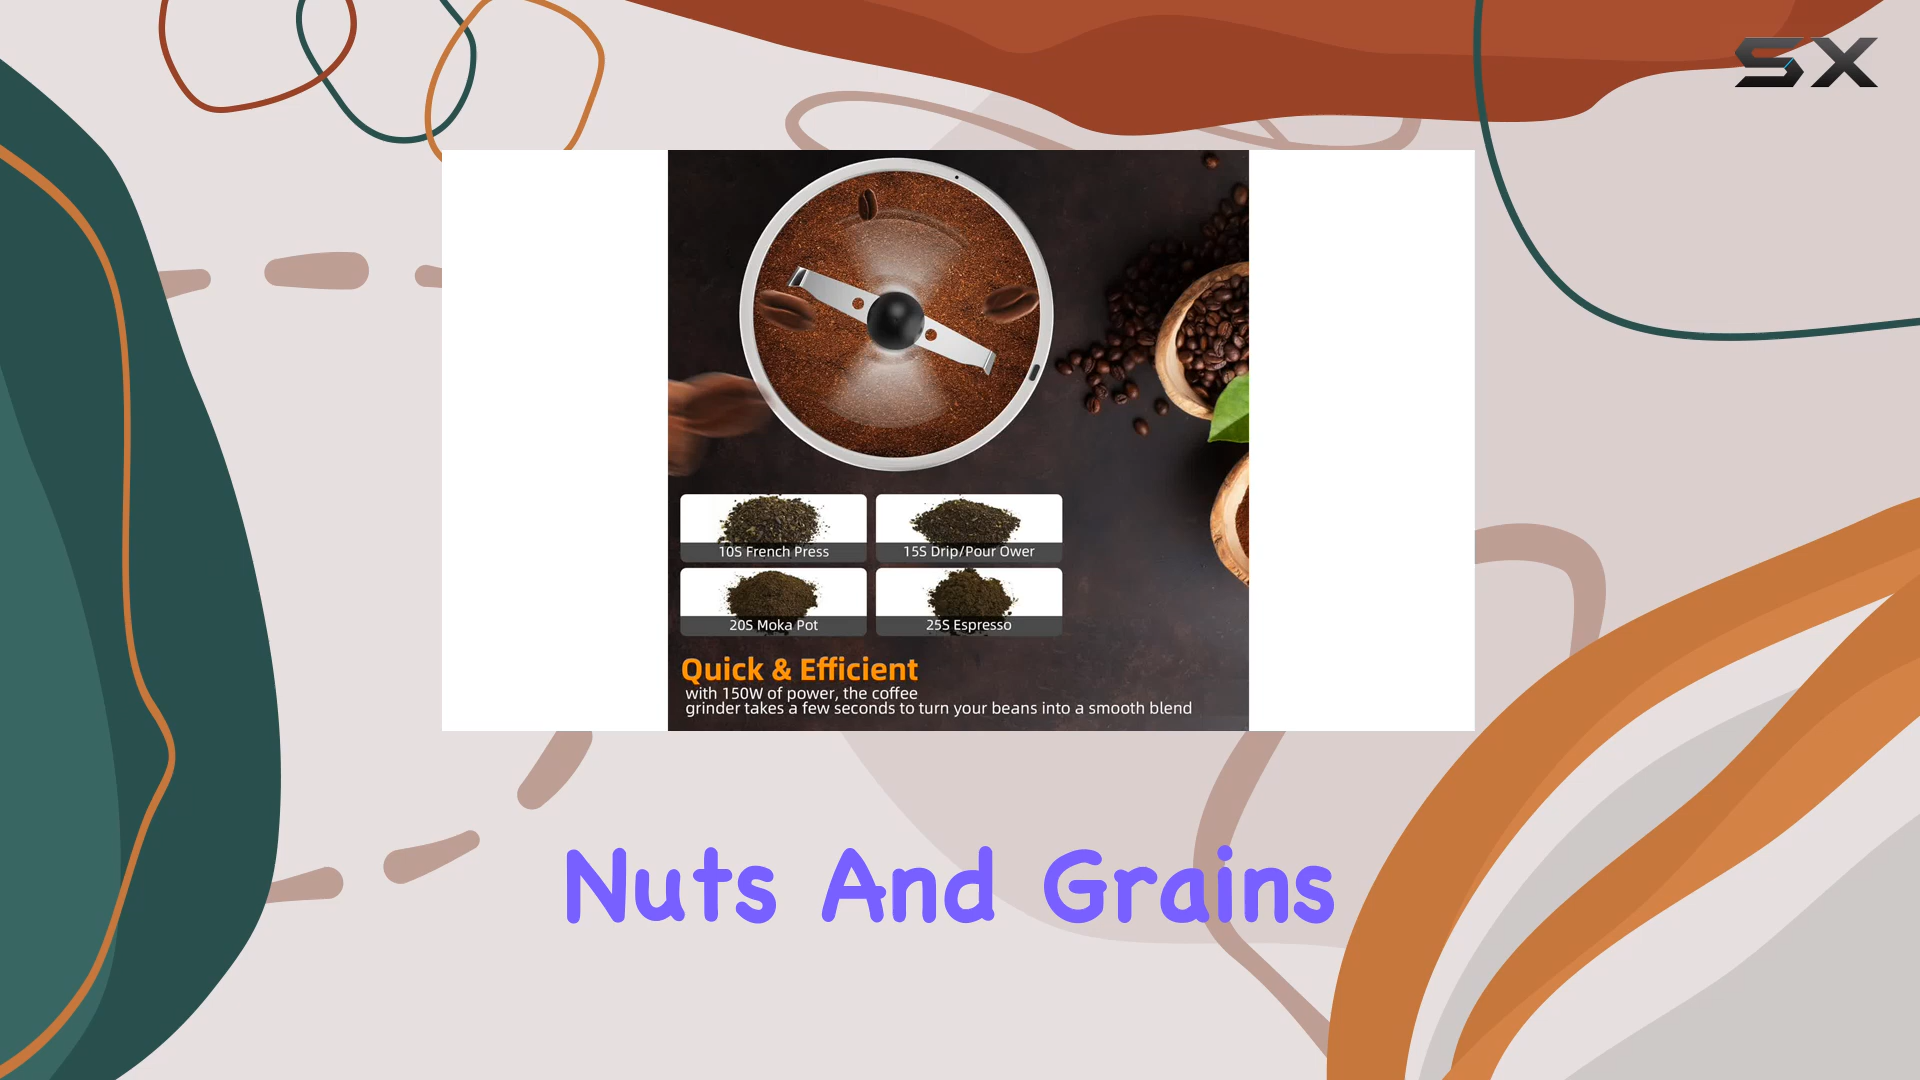 SX
10S French Press
15S Drip/Pour Ower
20S Moka Pot
25S Espresso
Quick & Efficient
with 150W of power, the coffee
grinder takes a few seconds to turn your beans into a smooth blend
Nuts And Grains